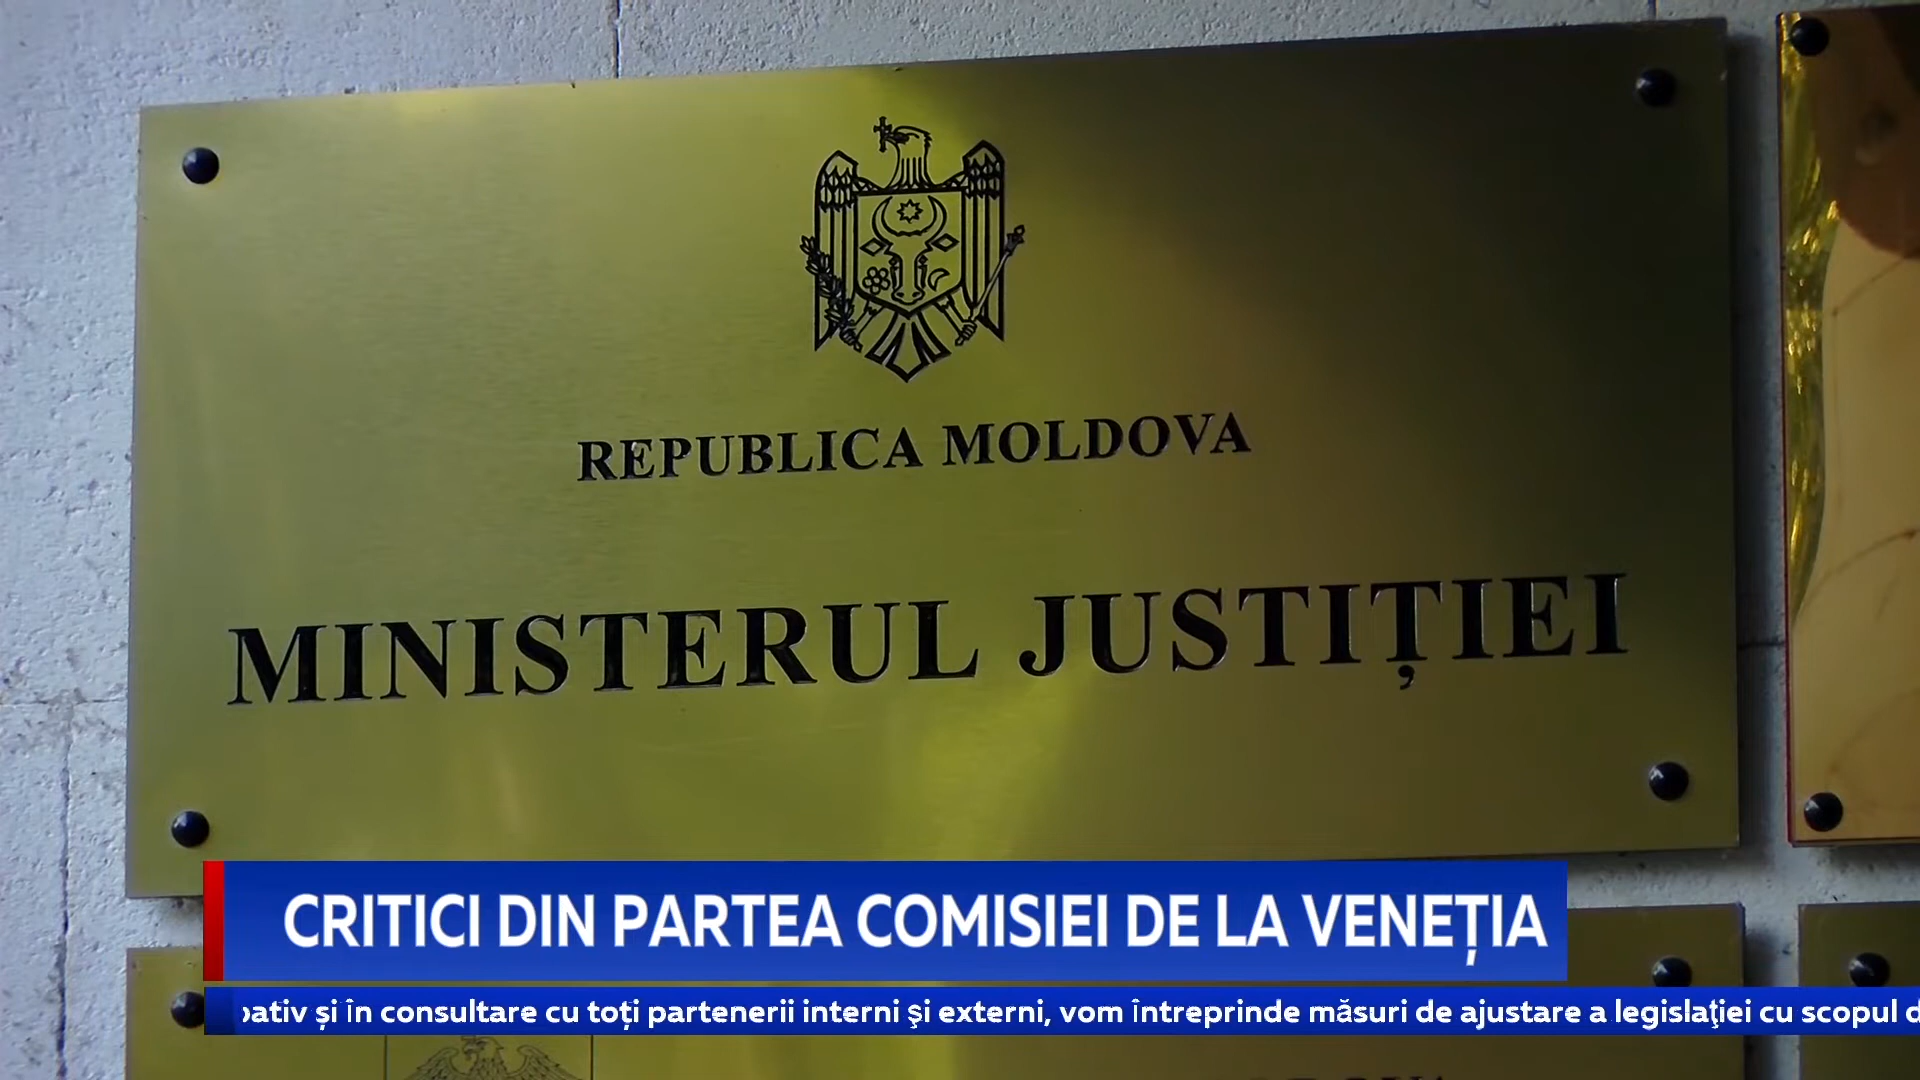 REPUBLICA MOLDOVA
MINISTERUL JUSTIȚIEI
CRITICI DIN PARTEA COMISIEI DE LA VENEȚIA
și în consultare cu toți partenerii interni şi externi, vom întreprinde măsuri de ajustare a legislaţiei cu scopul